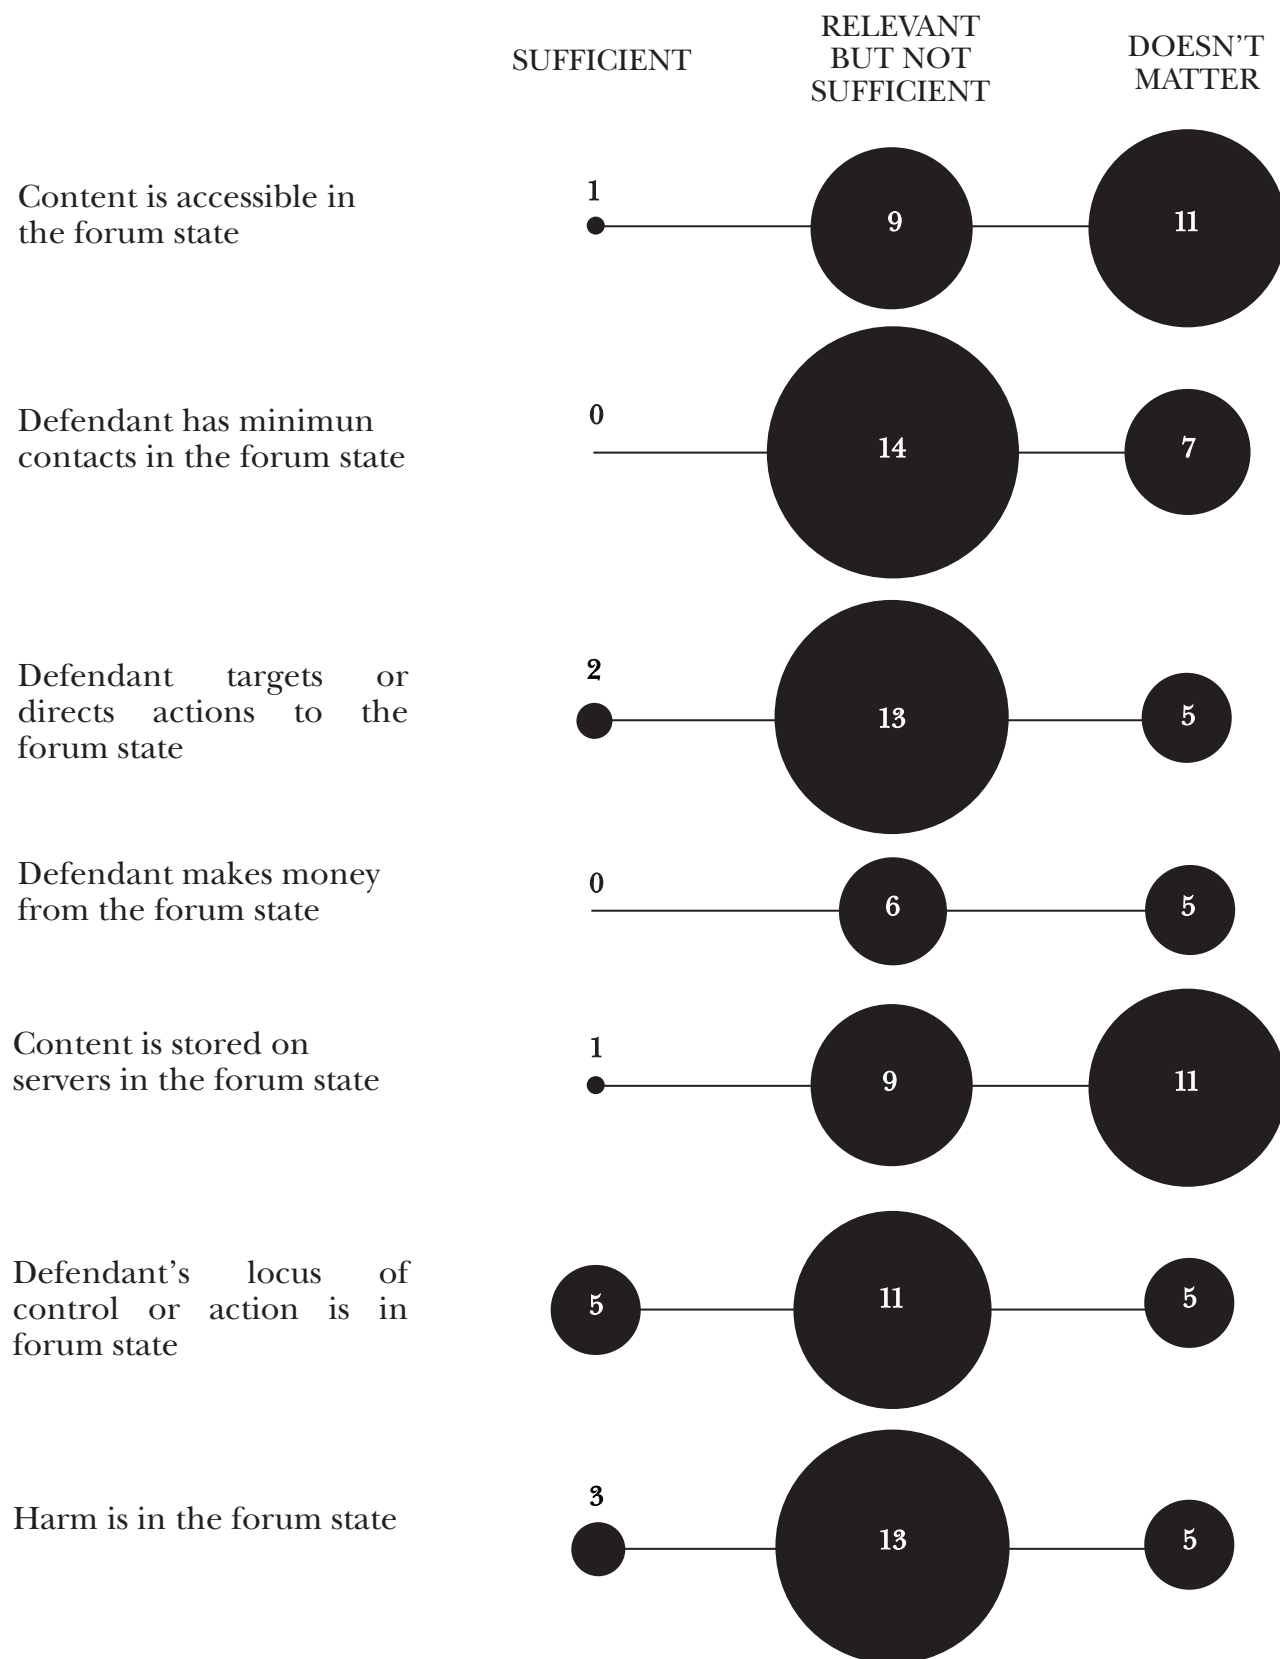 SUFFICIENT
RELEVANT
BUT NOT
SUFFICIENT
DOESN’T
MATTER
Content is accessible in
the forum state
1
9
11
Defendant has minimun
contacts in the forum state
0
14
7
Defendant targets or
directs actions to the
forum state
2
13
5
Defendant makes money
from the forum state
0
6
5
Content is stored on
servers in the forum state
1
9
11
Defendant’s locus of
control or action is in
forum state
5
11
5
Harm is in the forum state
3
13
5